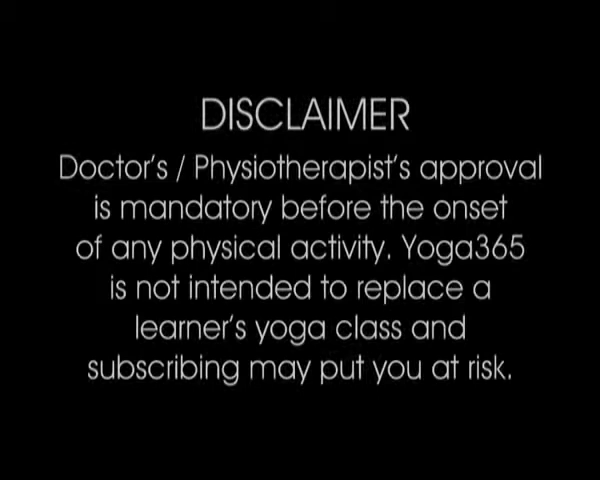 DISCLAIMER
Doctor's / Physiotherapist's approval
is mandatory before the onset
of any physical activity. Yoga365
is not intended to replace a
learner's yoga class and
subscribing may put you at risk.